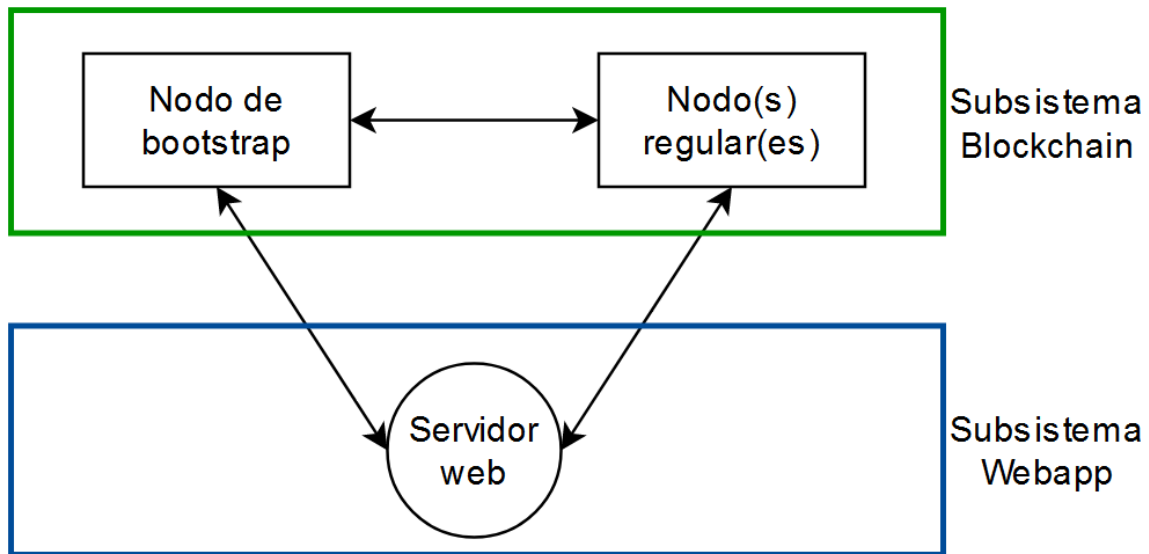 Nodo de
bootstrap
Nodo(s)
regular(es)
Subsistema
Blockchain
Servidor
web
Subsistema
Webapp